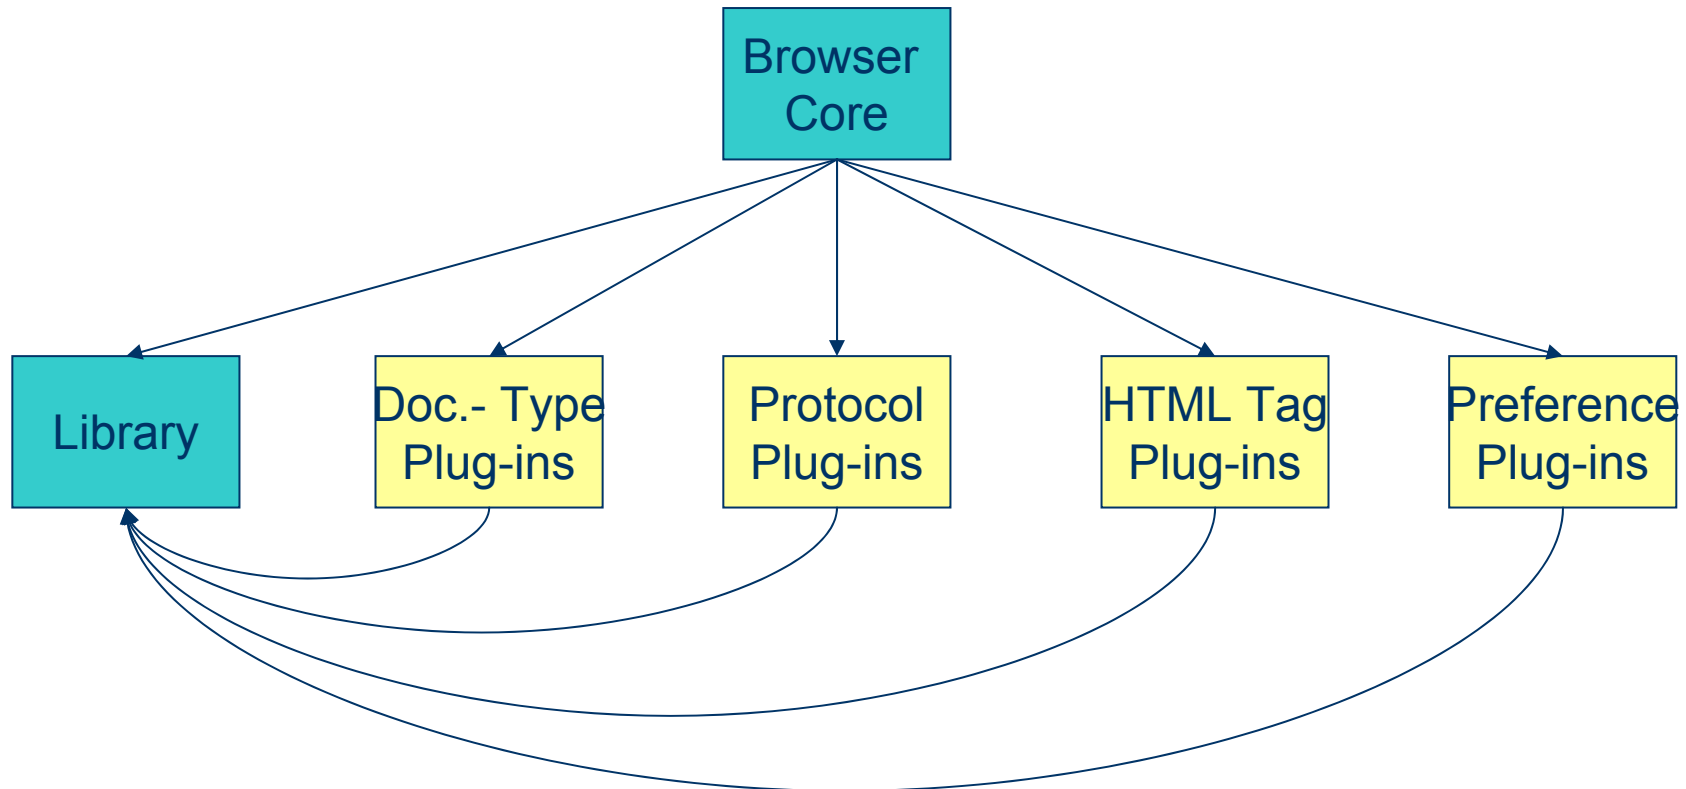 Browser
Core
Library
Doc.- Type
Plug-ins
Protocol
Plug-ins
HTML Tag
Plug-ins
Preference
Plug-ins